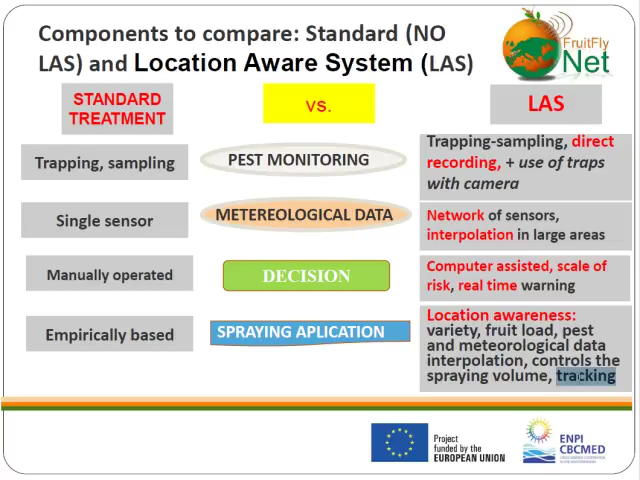 Components to compare: Standard (NO
LAS) and Location Aware System (LAS)
FruitFly
Net
STANDARD
TREATMENT
vs.
LAS
Trapping, sampling
PEST MONITORING
Trapping-sampling, direct
recording, + use of traps
with camera
Single sensor
METEREOLOGICAL DATA
Network of sensors,
interpolation in large areas
Manually operated
DECISION
Computer assisted, scale of
risk, real time warning
Empirically based
SPRAYING APLICATION
Location awareness:
variety, fruit load, pest
and meteorological data
interpolation, controls the
spraying volume, tracking
Project
funded by the
EUROPEAN UNION
ENPI
CBCMED